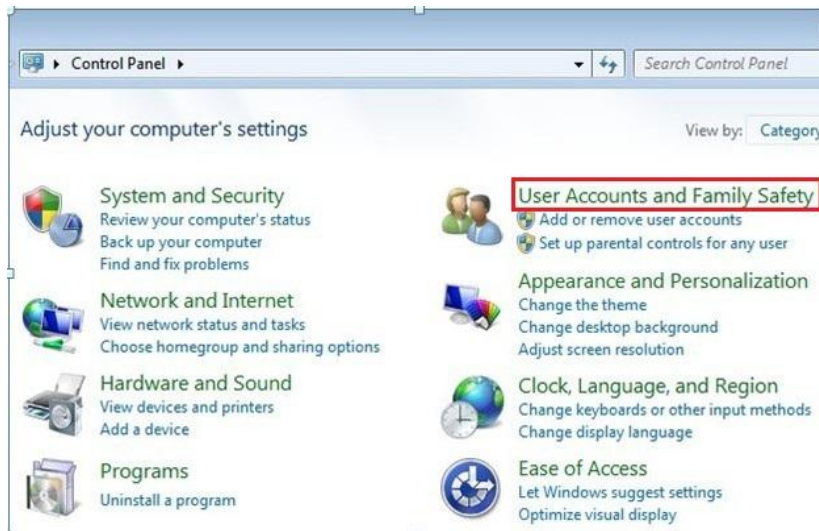 Control Panel
Search Control Panel
Adjust your computer's settings
View by: Category
System and Security
Review your computer's status
Back up your computer
Find and fix problems
Network and Internet
View network status and tasks
Choose homegroup and sharing options
Hardware and Sound
View devices and printers
Add a device
Programs
Uninstall a program
User Accounts and Family Safety
Add or remove user accounts
Set up parental controls for any user
Appearance and Personalization
Change the theme
Change desktop background
Adjust screen resolution
Clock, Language, and Region
Change keyboards or other input methods
Change display language
Ease of Access
Let Windows suggest settings
Optimize visual display